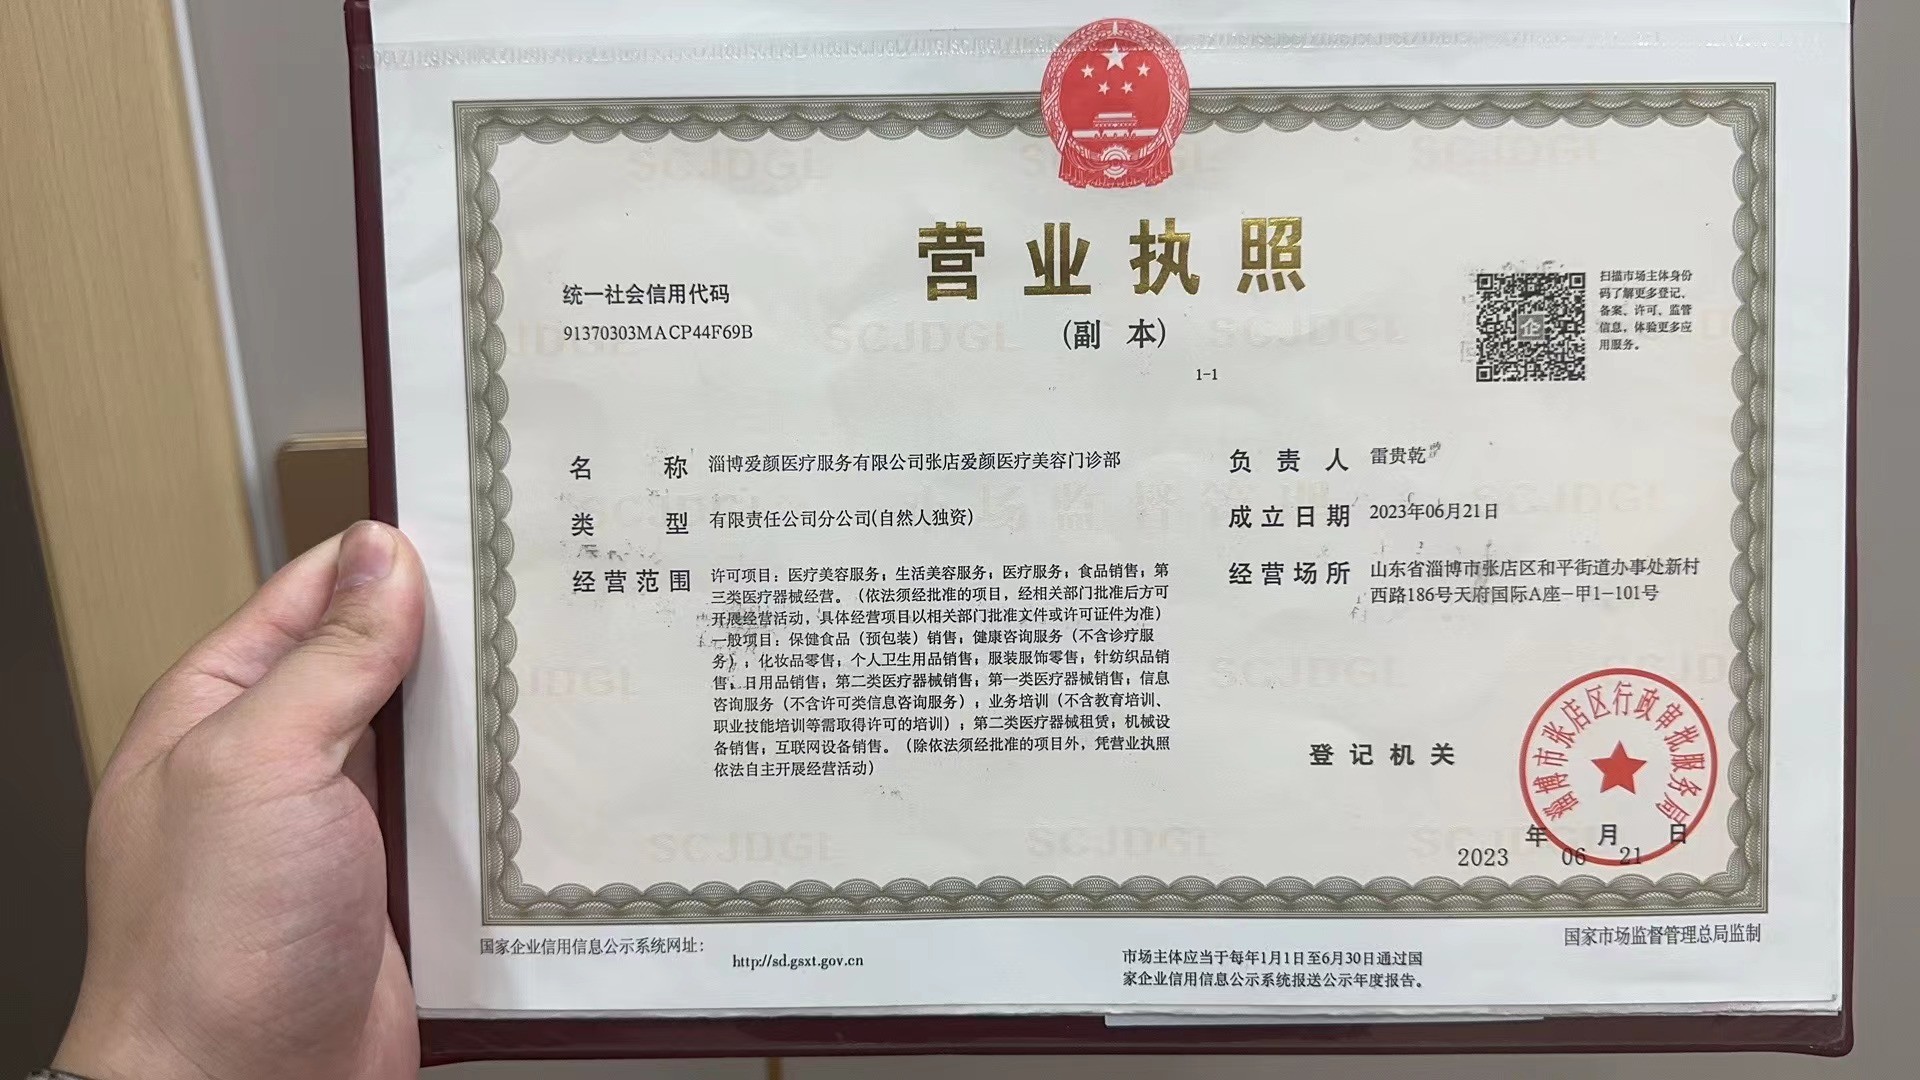 营业执照
(副 本)
1-1
统一社会信用代码
91370303MACP44F69B
扫描市场主体身份
码了解更多登记、
备案、许可、监管
信息，体验更多应
用服务。
名 称 淄博爱颜医疗服务有限公司张店爱颜医疗美容门诊部
类 型 有限责任公司分公司(自然人独资)
经营范围 许可项目：医疗美容服务；生活美容服务；医疗服务；食品销售；第
三类医疗器械经营。（依法须经批准的项目，经相关部门批准后方可
开展经营活动，具体经营项目以相关部门批准文件或许可证件为准）
一般项目：保健食品（预包装）销售；健康咨询服务（不含诊疗服
务）；化妆品零售；个人卫生用品销售；服装服饰零售；针纺织品销
售；日用品销售；第二类医疗器械销售；第一类医疗器械销售；信息
咨询服务（不含许可类信息咨询服务）；业务培训（不含教育培训、
职业技能培训等需取得许可的培训）；第二类医疗器械租赁；机械设
备销售；互联网设备销售。（除依法须经批准的项目外，凭营业执照
依法自主开展经营活动）
负 责 人 雷贵乾
成立日期 2023年06月21日
经营场所 山东省淄博市张店区和平街道办事处新村
西路186号天府国际A座-甲1-101号
登记机关
淄博市张店区行政审批服务局
年 月 日
2023 06 21
国家企业信用信息公示系统网址：
http://sd.gsxt.gov.cn
市场主体应当于每年1月1日至6月30日通过国
家企业信用信息公示系统报送公示年度报告。
国家市场监督管理总局监制
SCJDGL